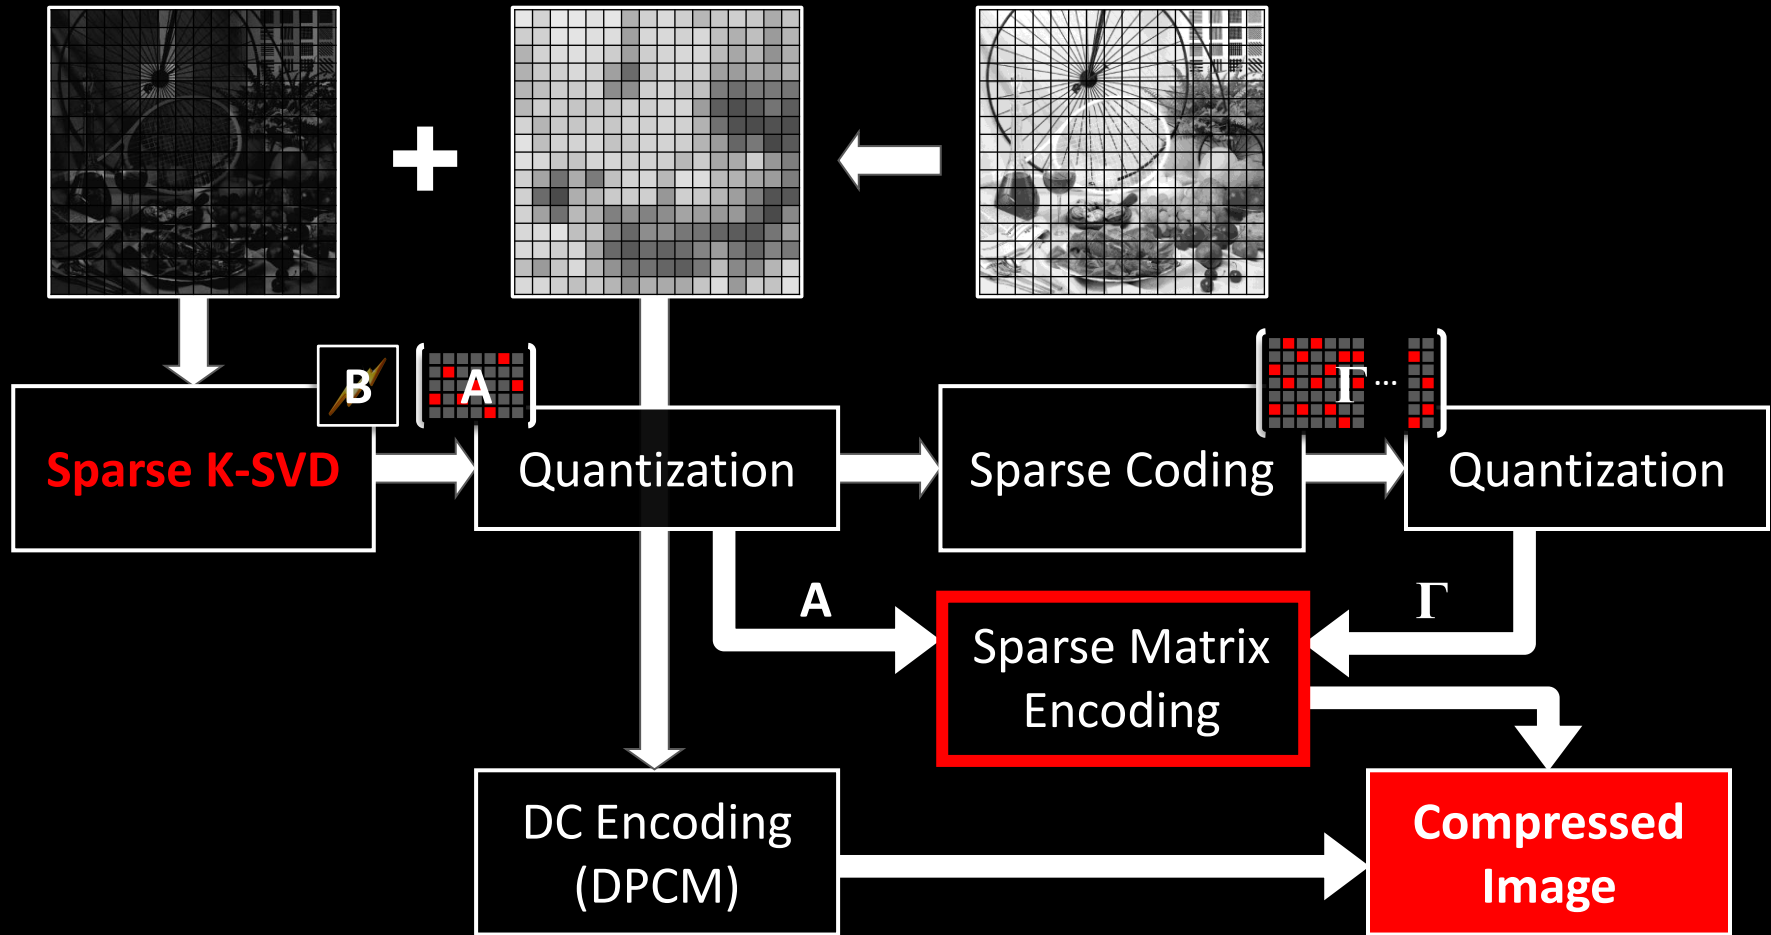 B
A
Γ ...
Sparse K-SVD
Quantization
Sparse Coding
Quantization
A
Γ
Sparse Matrix
Encoding
DC Encoding
(DPCM)
Compressed
Image